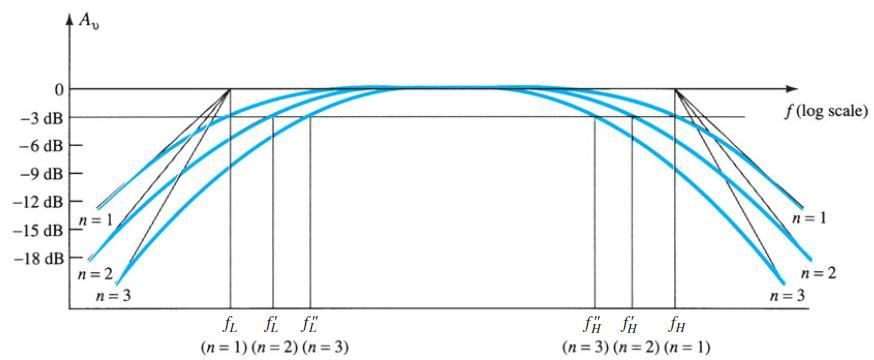 A_υ
0
f (log scale)
−3 dB
−6 dB
−9 dB
−12 dB
n = 1 n = 1
−15 dB
−18 dB
n = 2 n = 2
n = 3 n = 3
f_L f′_L f″_L f″_H f′_H f_H
(n = 1) (n = 2) (n = 3) (n = 3) (n = 2) (n = 1)